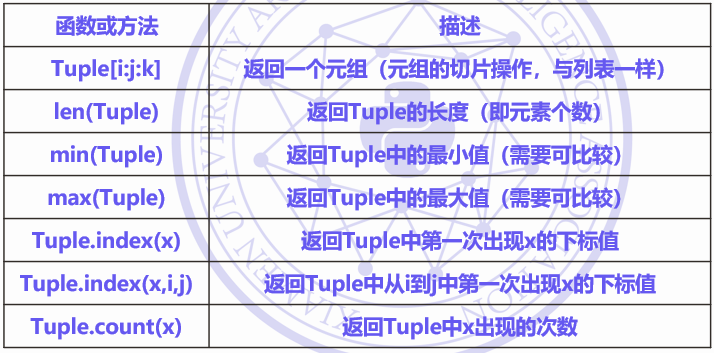 函数或方法 描述
Tuple[i:j:k] 返回一个元组（元组的切片操作，与列表一样）
len(Tuple) 返回Tuple的长度（即元素个数）
min(Tuple) 返回Tuple中的最小值（需要可比较）
max(Tuple) 返回Tuple中的最大值（需要可比较）
Tuple.index(x) 返回Tuple中第一次出现x的下标值
Tuple.index(x,i,j) 返回Tuple中从i到j中第一次出现x的下标值
Tuple.count(x) 返回Tuple中x出现的次数
XIAMEN UNIVERSITY
ASSOCIATION